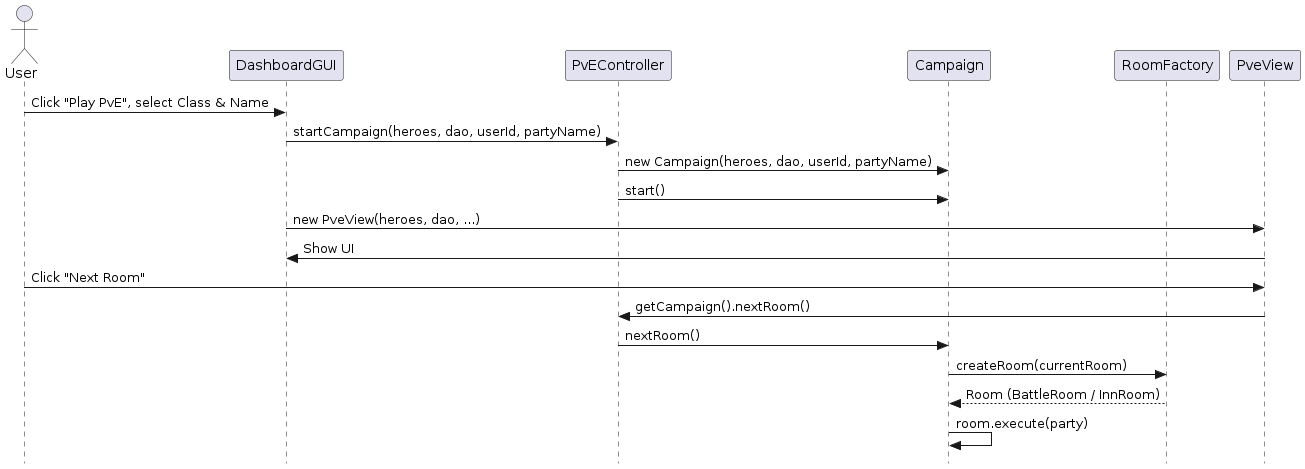 User
DashboardGUI
PvEController
Campaign
RoomFactory
PveView
Click "Play PvE", select Class & Name
startCampaign(heroes, dao, userId, partyName)
new Campaign(heroes, dao, userId, partyName)
start()
new PveView(heroes, dao, ...)
Show UI
Click "Next Room"
getCampaign().nextRoom()
nextRoom()
createRoom(currentRoom)
Room (BattleRoom / InnRoom)
room.execute(party)